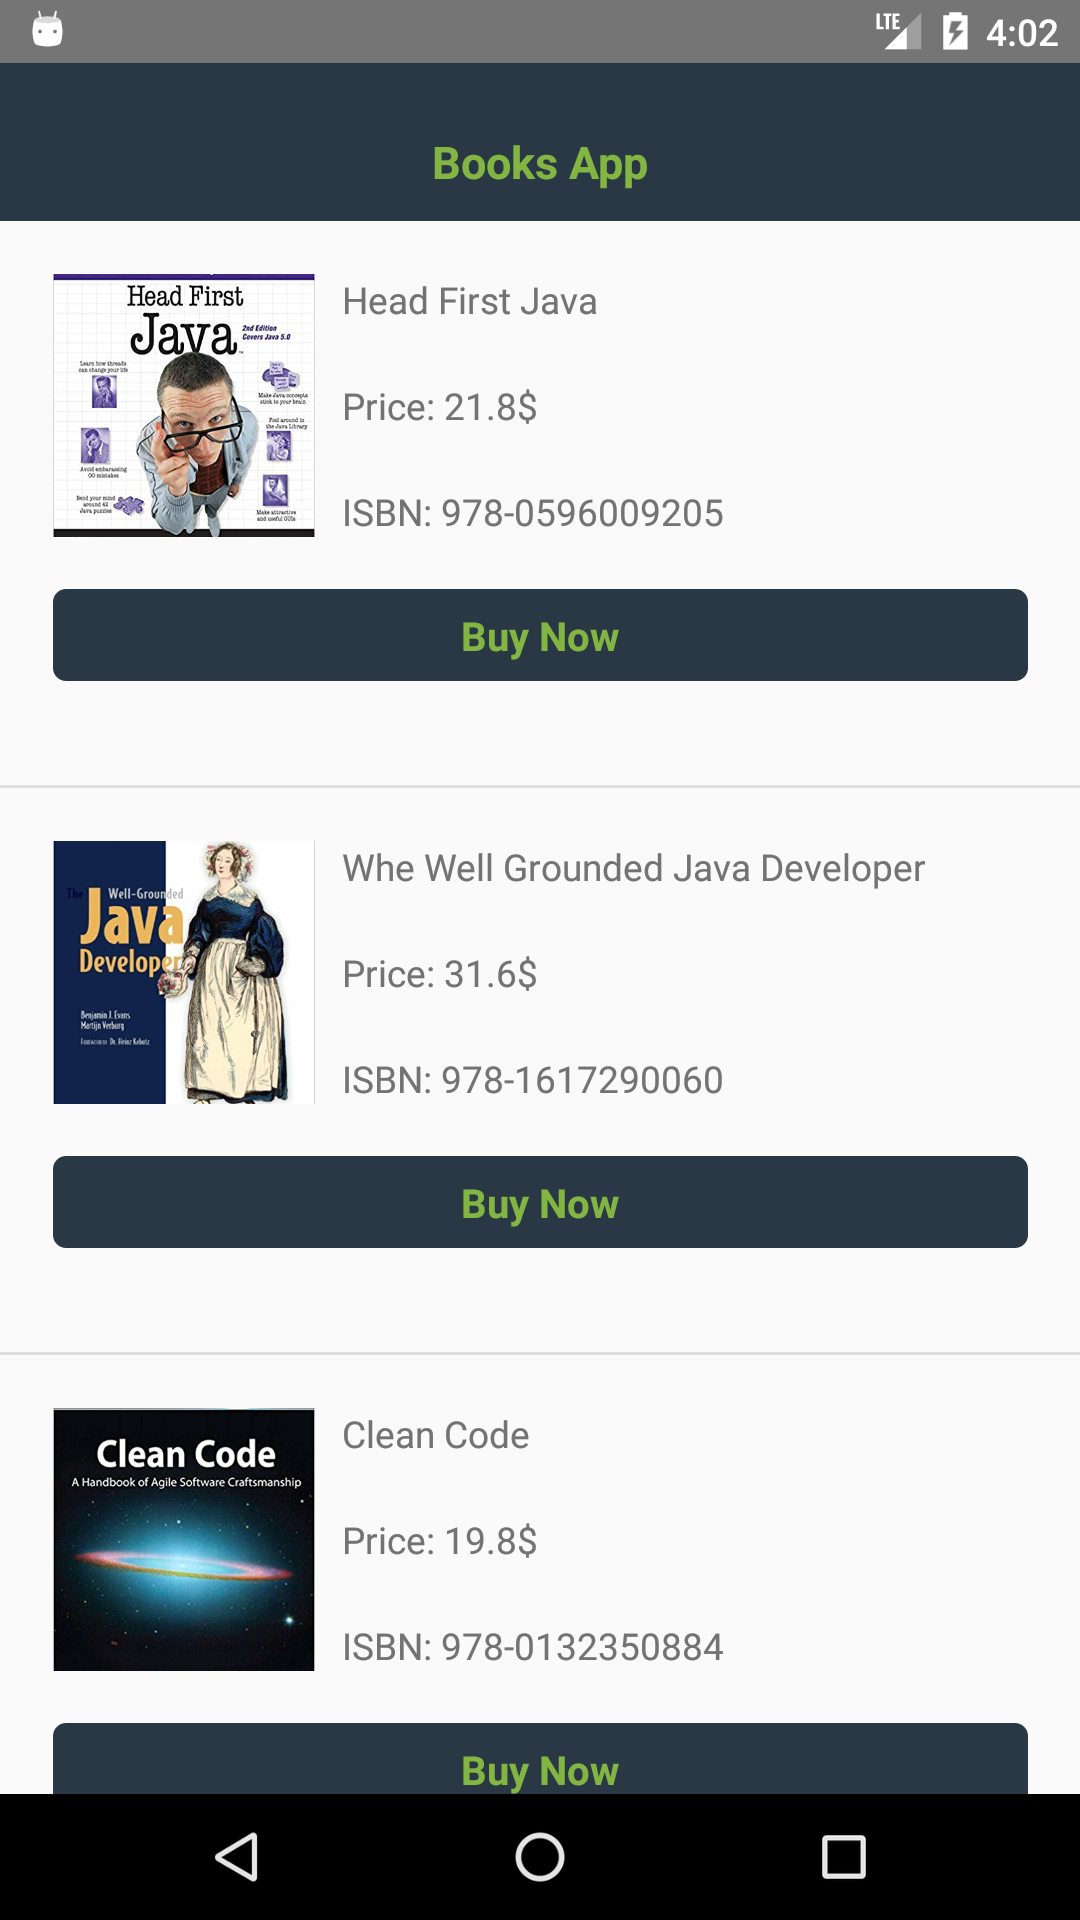 LTE 4:02
Books App
Head First
Java
2nd Edition
Covers Java 5.0
Learn how threads
can change your life
Make Java concepts
stick to your brain
Fool around in
the Java Library
Avoid embarassing
OO mistakes
Bend your mind
around 42
Java puzzles
Make attractive
and useful GUIs
Head First Java
Price: 21.8$
ISBN: 978-0596009205
Buy Now
The Well-Grounded
Java
Developer
Benjamin J. Evans
Martijn Verburg
Foreword by Dr. Heinz Kabutz
Whe Well Grounded Java Developer
Price: 31.6$
ISBN: 978-1617290060
Buy Now
Clean Code
A Handbook of Agile Software Craftsmanship
Clean Code
Price: 19.8$
ISBN: 978-0132350884
Buy Now